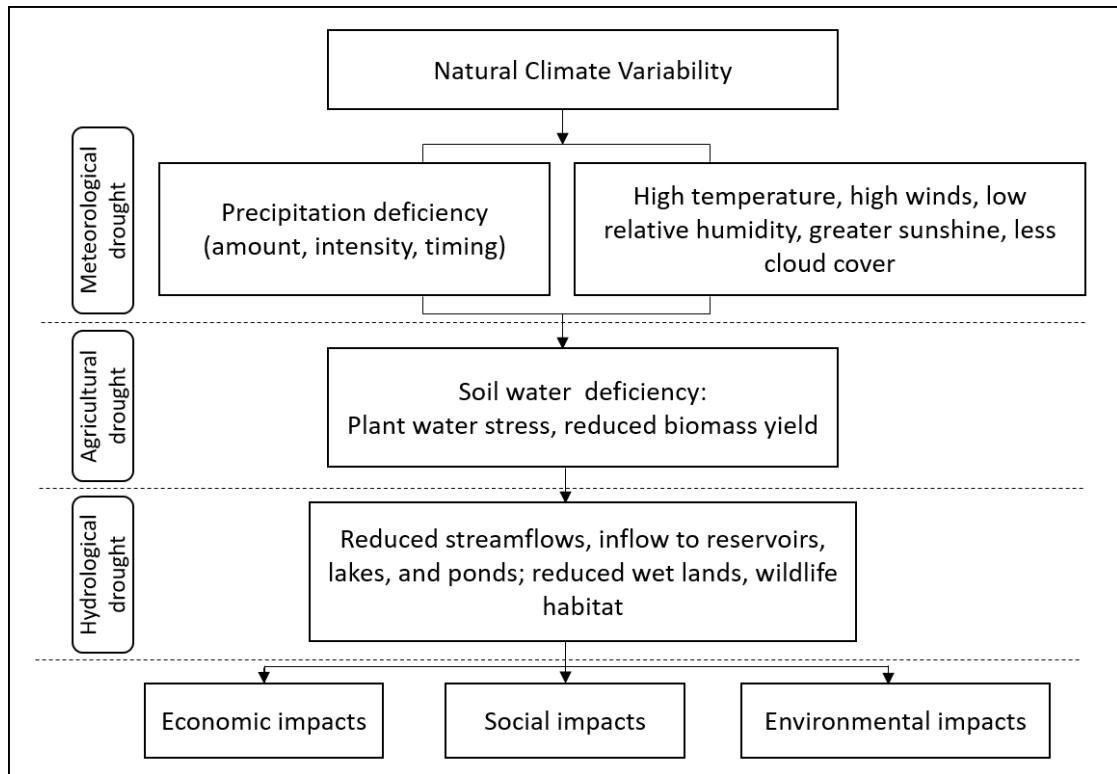 Natural Climate Variability
Meteorological
drought
Precipitation deficiency
(amount, intensity, timing)
High temperature, high winds, low
relative humidity, greater sunshine, less
cloud cover
Agricultural
drought
Soil water deficiency:
Plant water stress, reduced biomass yield
Hydrological
drought
Reduced streamflows, inflow to reservoirs,
lakes, and ponds; reduced wet lands, wildlife
habitat
Economic impacts
Social impacts
Environmental impacts